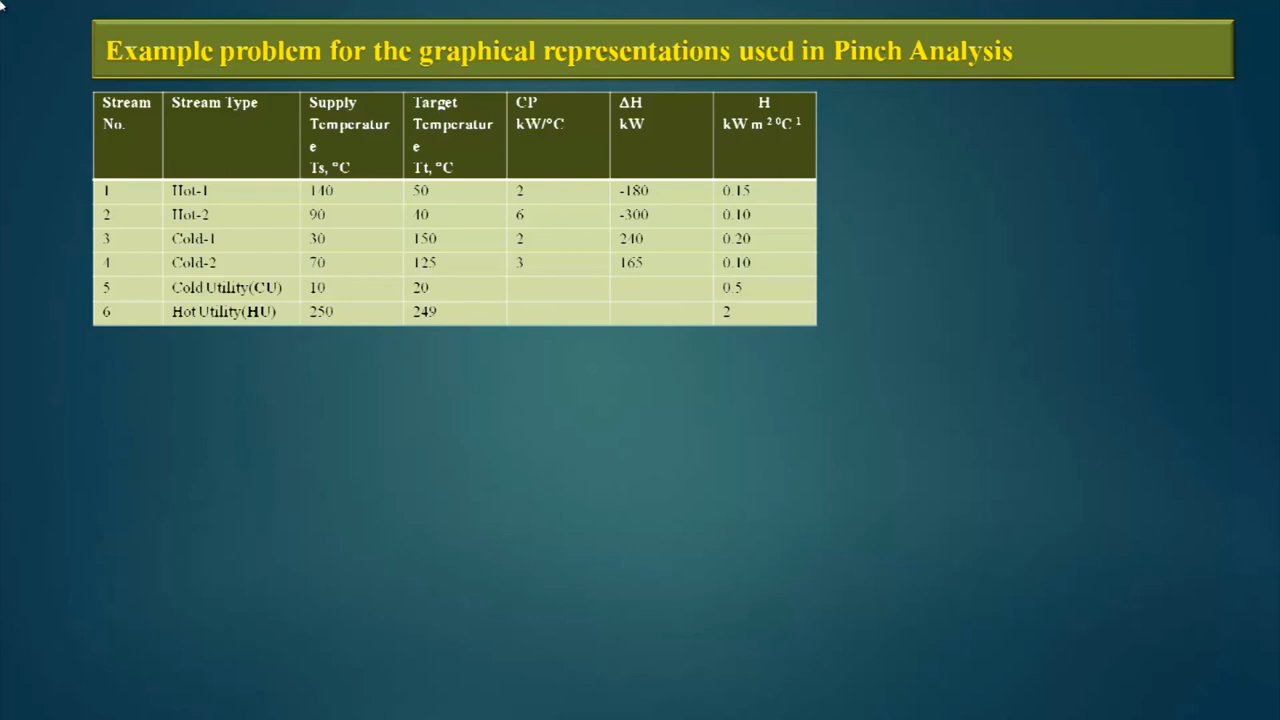 Example problem for the graphical representations used in Pinch Analysis
Stream No. Stream Type Supply Temperatur e Ts, °C Target Temperatur e Tt, °C CP kW/°C ΔH kW H kW m 2 0C 1
1 Hot-1 140 50 2 -180 0.15
2 Hot-2 90 40 6 -300 0.10
3 Cold-1 30 150 2 240 0.20
4 Cold-2 70 125 3 165 0.10
5 Cold Utility(CU) 10 20 0.5
6 Hot Utility(HU) 250 249 2